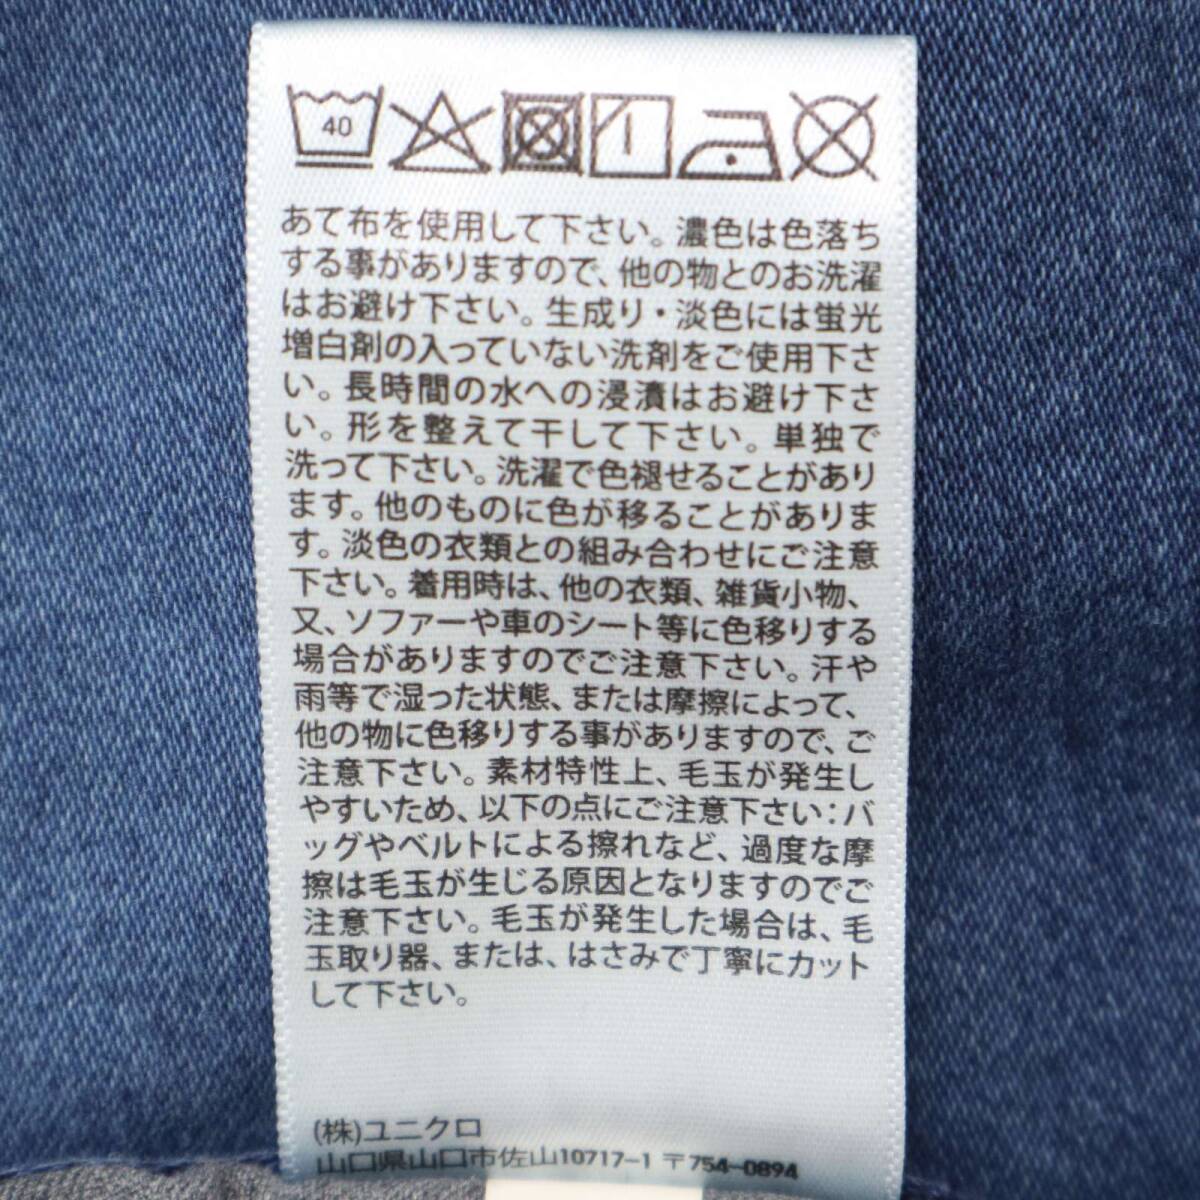 40
あて布を使用して下さい。濃色は色落ち
する事がありますので、他の物とのお洗濯
はお避け下さい。生成り・淡色には蛍光
増白剤の入っていない洗剤をご使用下さ
い。長時間の水への浸漬はお避け下さ
い。形を整えて干して下さい。単独で
洗って下さい。洗濯で色褪せることがあり
ます。他のものに色が移ることがありま
す。淡色の衣類との組み合わせにご注意
下さい。着用時は、他の衣類、雑貨小物、
又、ソファーや車のシート等に色移りする
場合がありますのでご注意下さい。汗や
雨等で湿った状態、または摩擦によって、
他の物に色移りする事がありますので、ご
注意下さい。素材特性上、毛玉が発生し
やすいため、以下の点にご注意下さい：バ
ッグやベルトによる擦れなど、過度な摩
擦は毛玉が生じる原因となりますのでご
注意下さい。毛玉が発生した場合は、毛
玉取り器、または、はさみで丁寧にカット
して下さい。
(株)ユニクロ
山口県山口市佐山10717-1 〒754-0894